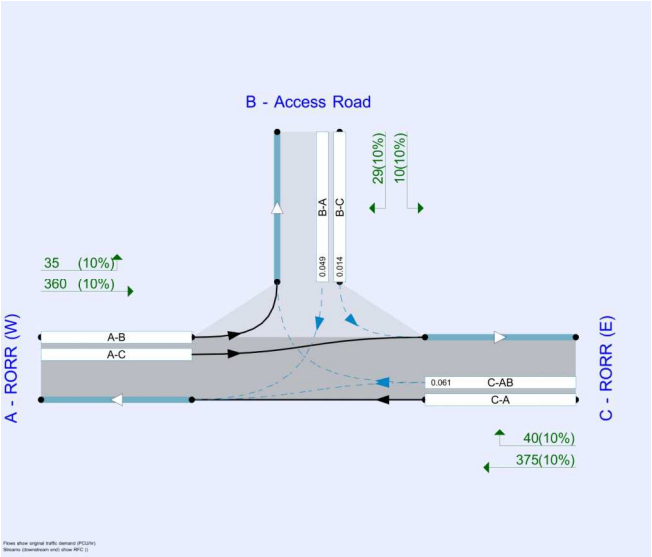 B - Access Road
29(10%)
10(10%)
B-A
B-C
0.049
0.014
35 (10%)
360 (10%)
A - RORR (W)
A-B
A-C
C - RORR (E)
0.061 C-AB
C-A
40(10%)
375(10%)
Flows show original traffic demand (PCU/hr)
Streams (downstream end) show RFC ()